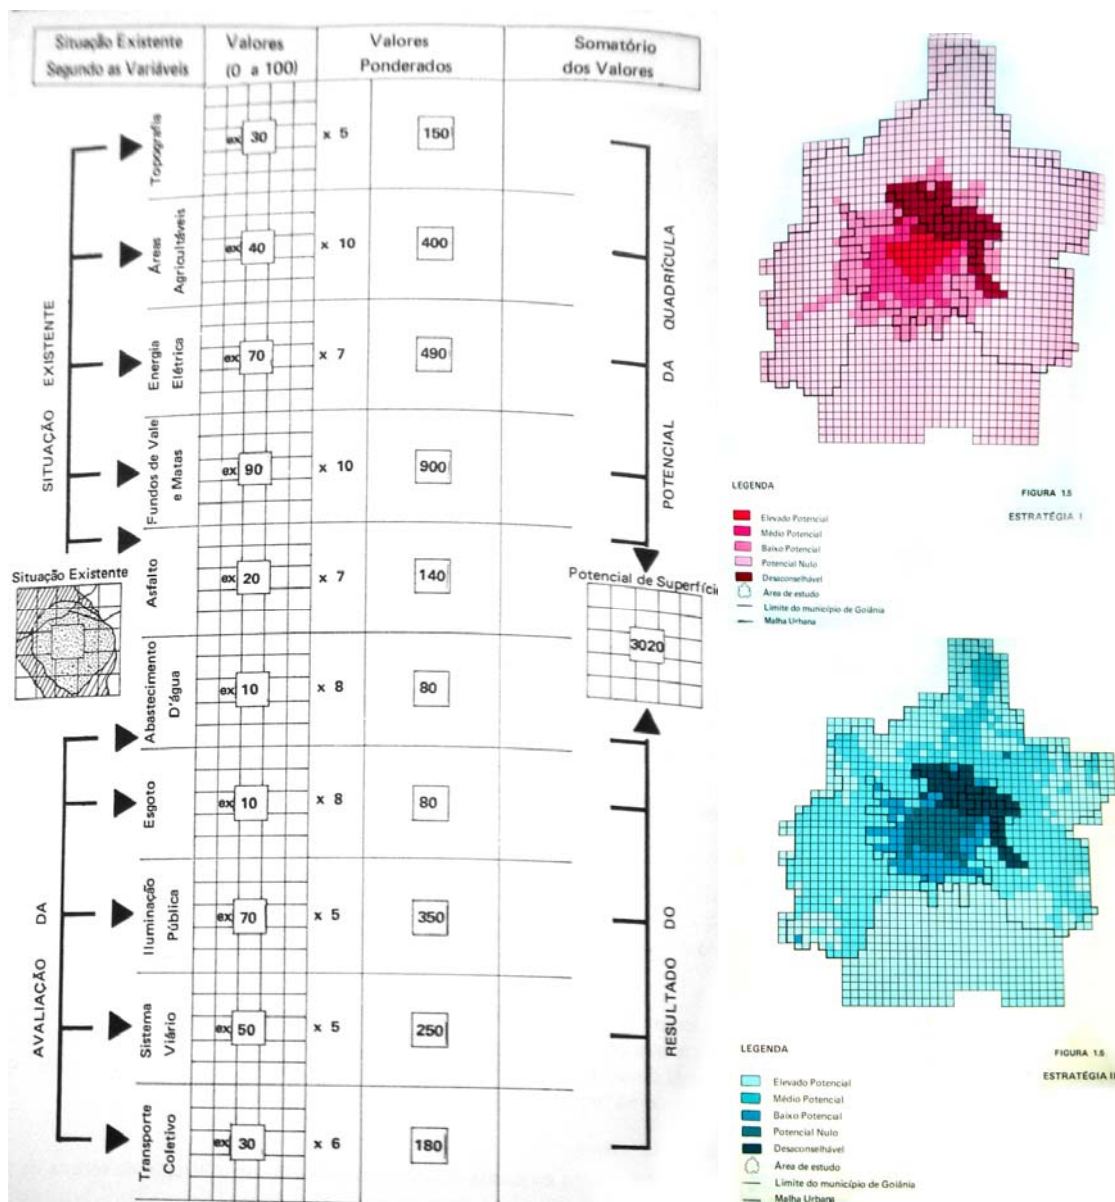 Situação Existente
Segundo as Variáveis
Valores
(0 a 100)
Valores
Ponderados
Somatório
dos Valores
SITUAÇÃO EXISTENTE
AVALIAÇÃO DA
Situação Existente
Topografia
ex 30
x 5
150
Áreas
Agricultáveis
ex 40
x 10
400
Energia
Elétrica
ex 70
x 7
490
Fundos de Vale
e Matas
ex 90
x 10
900
Asfalto
ex 20
x 7
140
Abastecimento
D'água
ex 10
x 8
80
Esgoto
ex 10
x 8
80
Iluminação
Pública
ex 70
x 5
350
Sistema
Viário
ex 50
x 5
250
Transporte
Coletivo
ex 30
x 6
180
POTENCIAL DA QUADRÍCULA
Potencial de Superfíci
3020
RESULTADO DO
LEGENDA
FIGURA 1.5
ESTRATÉGIA I
Elevado Potencial
Médio Potencial
Baixo Potencial
Potencial Nulo
Desaconselhável
Área de estudo
Limite do município de Goiânia
Malha Urbana
LEGENDA
FIGURA 1.6
ESTRATÉGIA II
Elevado Potencial
Médio Potencial
Baixo Potencial
Potencial Nulo
Desaconselhável
Área de estudo
Limite do município de Goiânia
Malha Urbana